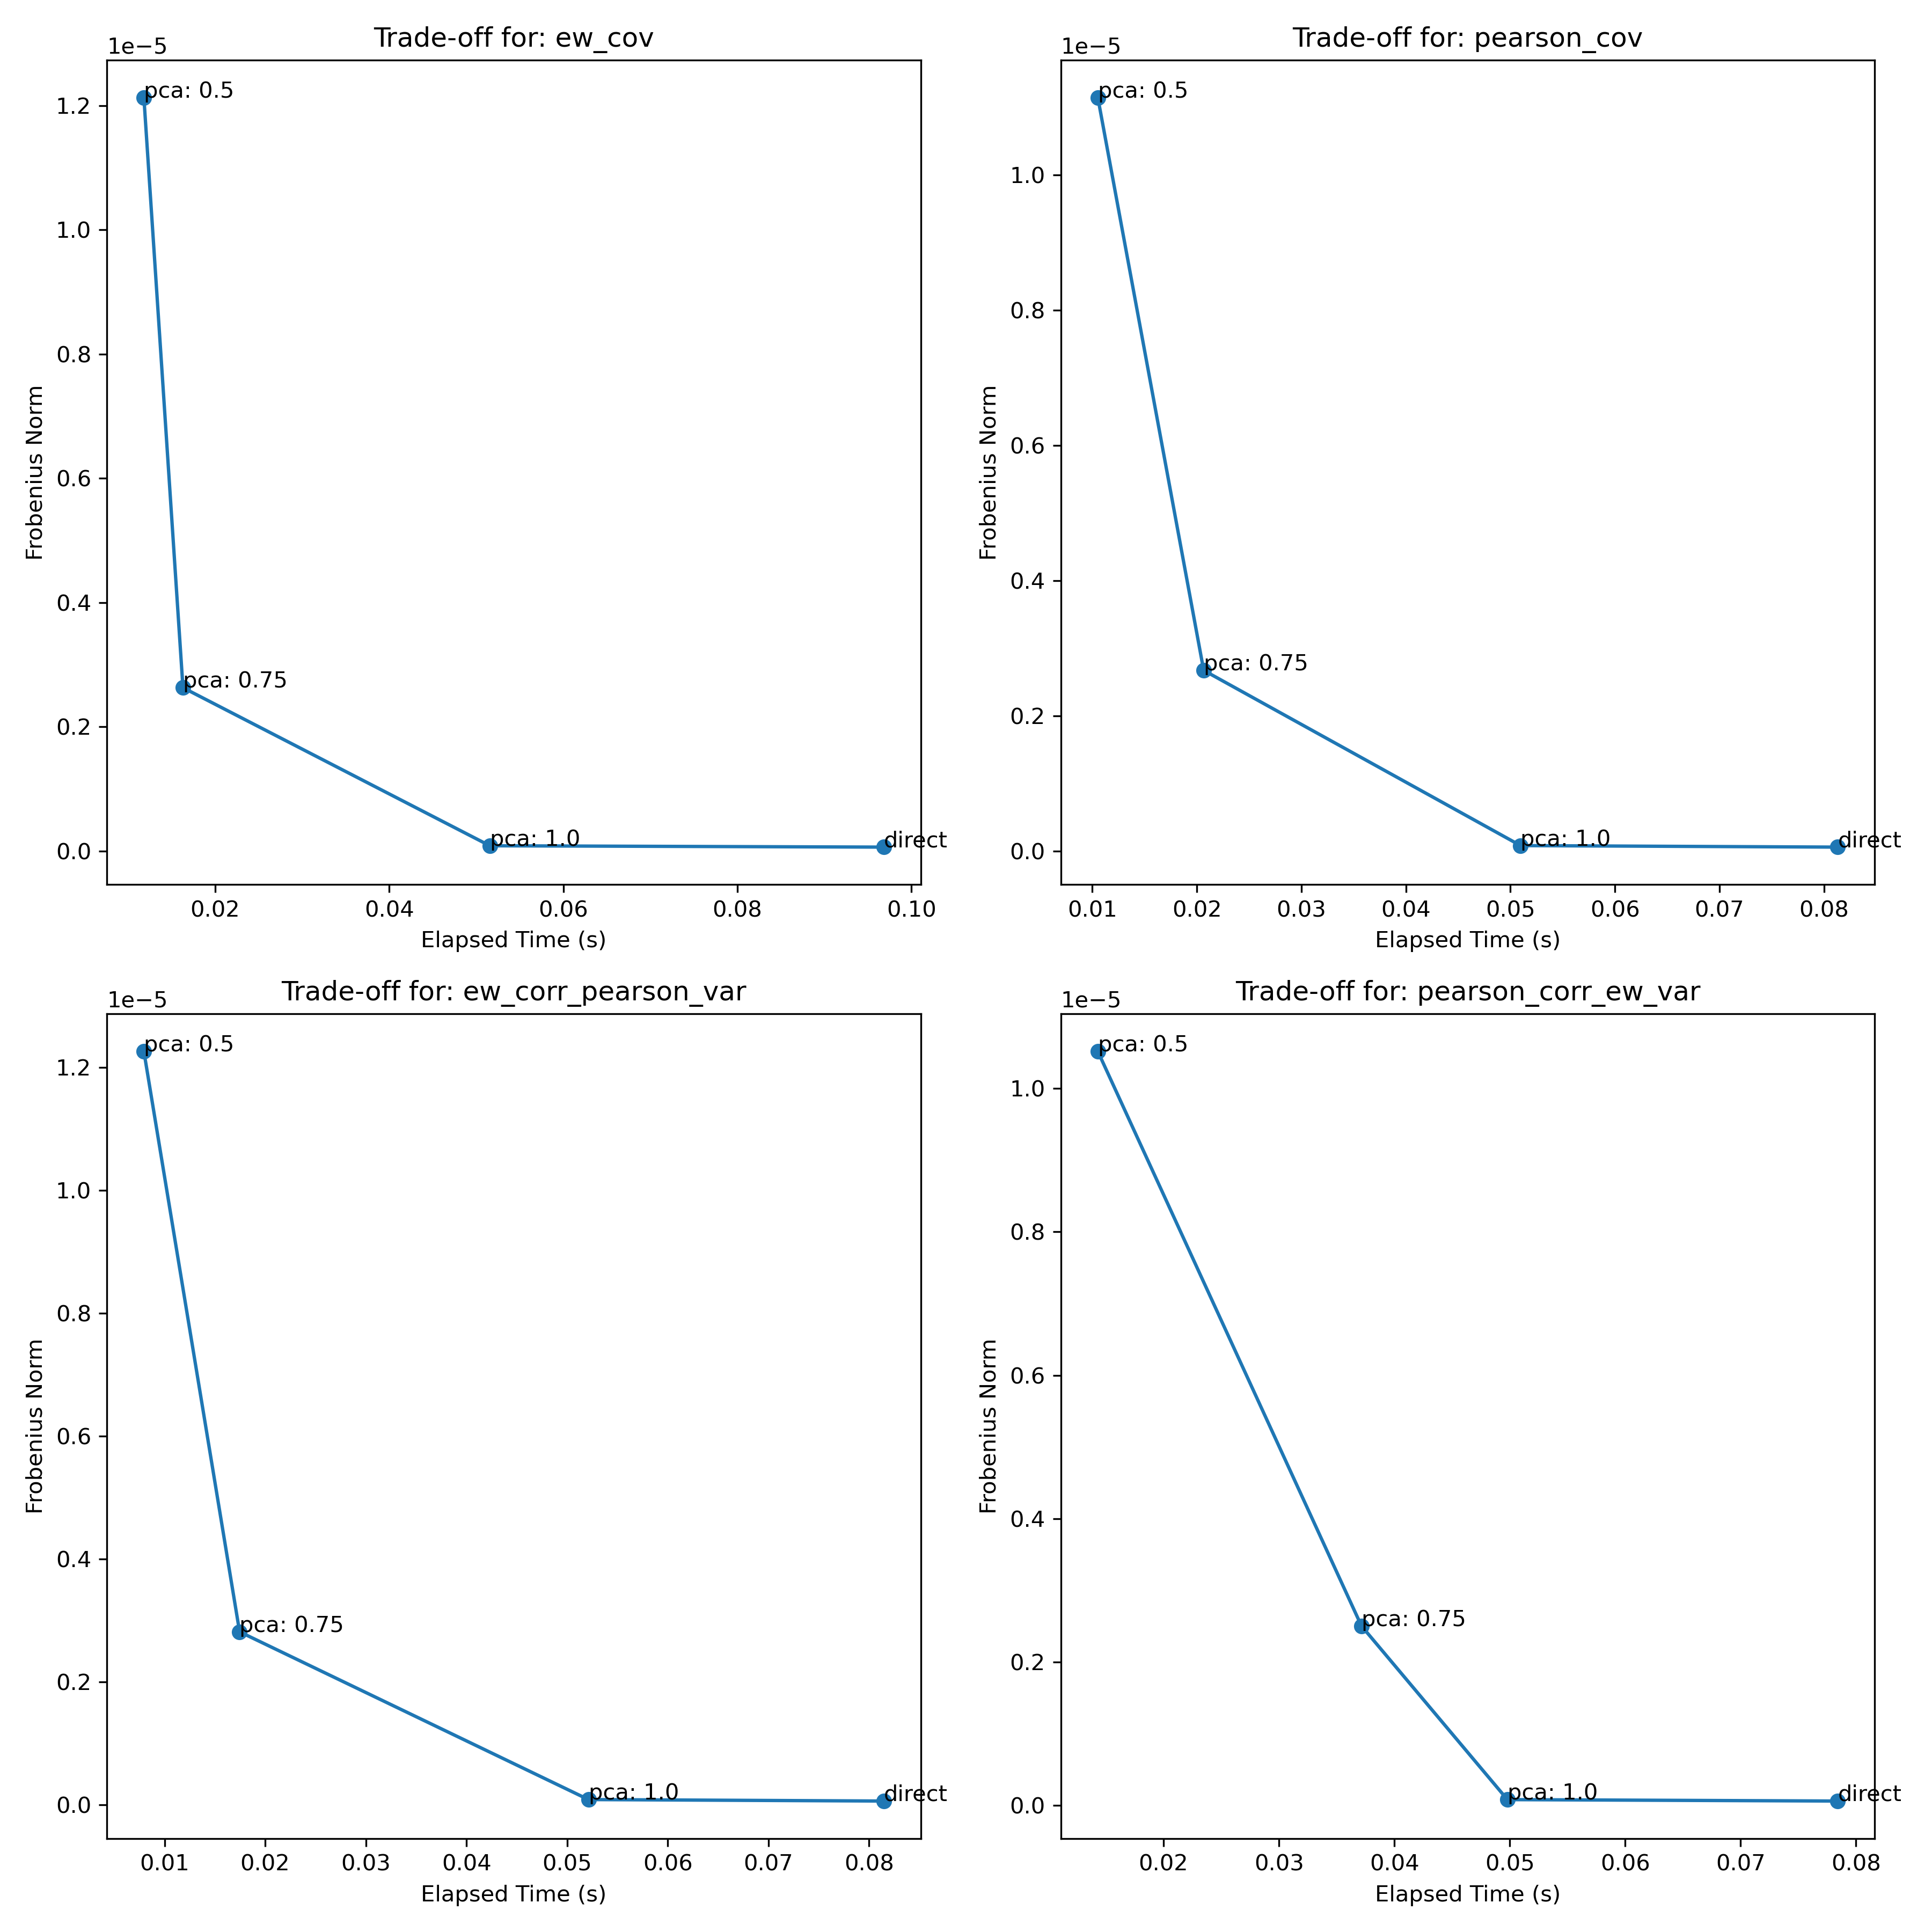 Trade-off for: ew_cov
1e−5
pca: 0.5
1.2
1.0
0.8
0.6
0.4
0.2
0.0
Frobenius Norm
pca: 0.75
pca: 1.0
direct
0.02
0.04
0.06
0.08
0.10
Elapsed Time (s)
Trade-off for: pearson_cov
1e−5
pca: 0.5
1.0
0.8
0.6
0.4
0.2
0.0
Frobenius Norm
pca: 0.75
pca: 1.0
direct
0.01
0.02
0.03
0.04
0.05
0.06
0.07
0.08
Elapsed Time (s)
Trade-off for: ew_corr_pearson_var
1e−5
pca: 0.5
1.2
1.0
0.8
0.6
0.4
0.2
0.0
Frobenius Norm
pca: 0.75
pca: 1.0
direct
0.01
0.02
0.03
0.04
0.05
0.06
0.07
0.08
Elapsed Time (s)
Trade-off for: pearson_corr_ew_var
1e−5
pca: 0.5
1.0
0.8
0.6
0.4
0.2
0.0
Frobenius Norm
pca: 0.75
pca: 1.0
direct
0.02
0.03
0.04
0.05
0.06
0.07
0.08
Elapsed Time (s)